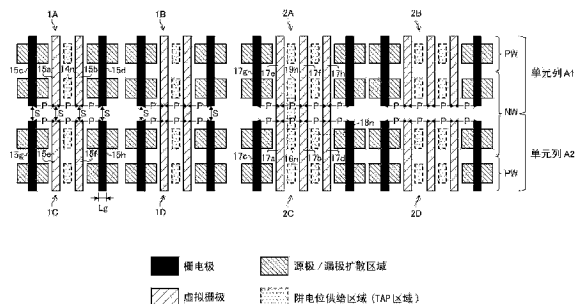 1A 1B 2A 2B
PW
15c 15a 14n 15b 15d 17g 17e 19n 17f 17h
单元列A1
P P P P P P P P P P P P
S S S S S S
NW
P P P P P P P P P P P P
18n
15g 15e 15f 15h 17c 17a 16n 17b 17d
单元列A2
PW
1C Lg 1D 2C 2D
栅电极 源极/漏极扩散区域
虚拟栅极 阱电位供给区域(TAP区域)